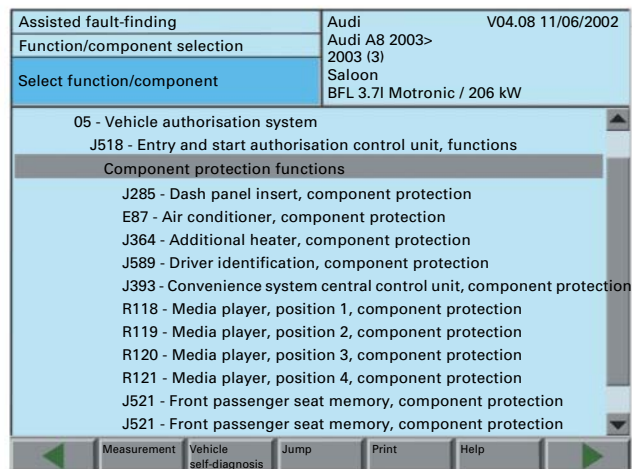 Assisted fault-finding
Function/component selection
Select function/component
Audi V04.08 11/06/2002
Audi A8 2003>
2003 (3)
Saloon
BFL 3.7l Motronic / 206 kW
05 - Vehicle authorisation system
J518 - Entry and start authorisation control unit, functions
Component protection functions
J285 - Dash panel insert, component protection
E87 - Air conditioner, component protection
J364 - Additional heater, component protection
J589 - Driver identification, component protection
J393 - Convenience system central control unit, component protection
R118 - Media player, position 1, component protection
R119 - Media player, position 2, component protection
R120 - Media player, position 3, component protection
R121 - Media player, position 4, component protection
J521 - Front passenger seat memory, component protection
J521 - Front passenger seat memory, component protection
Measurement Vehicle Jump Print Help
self-diagnosis